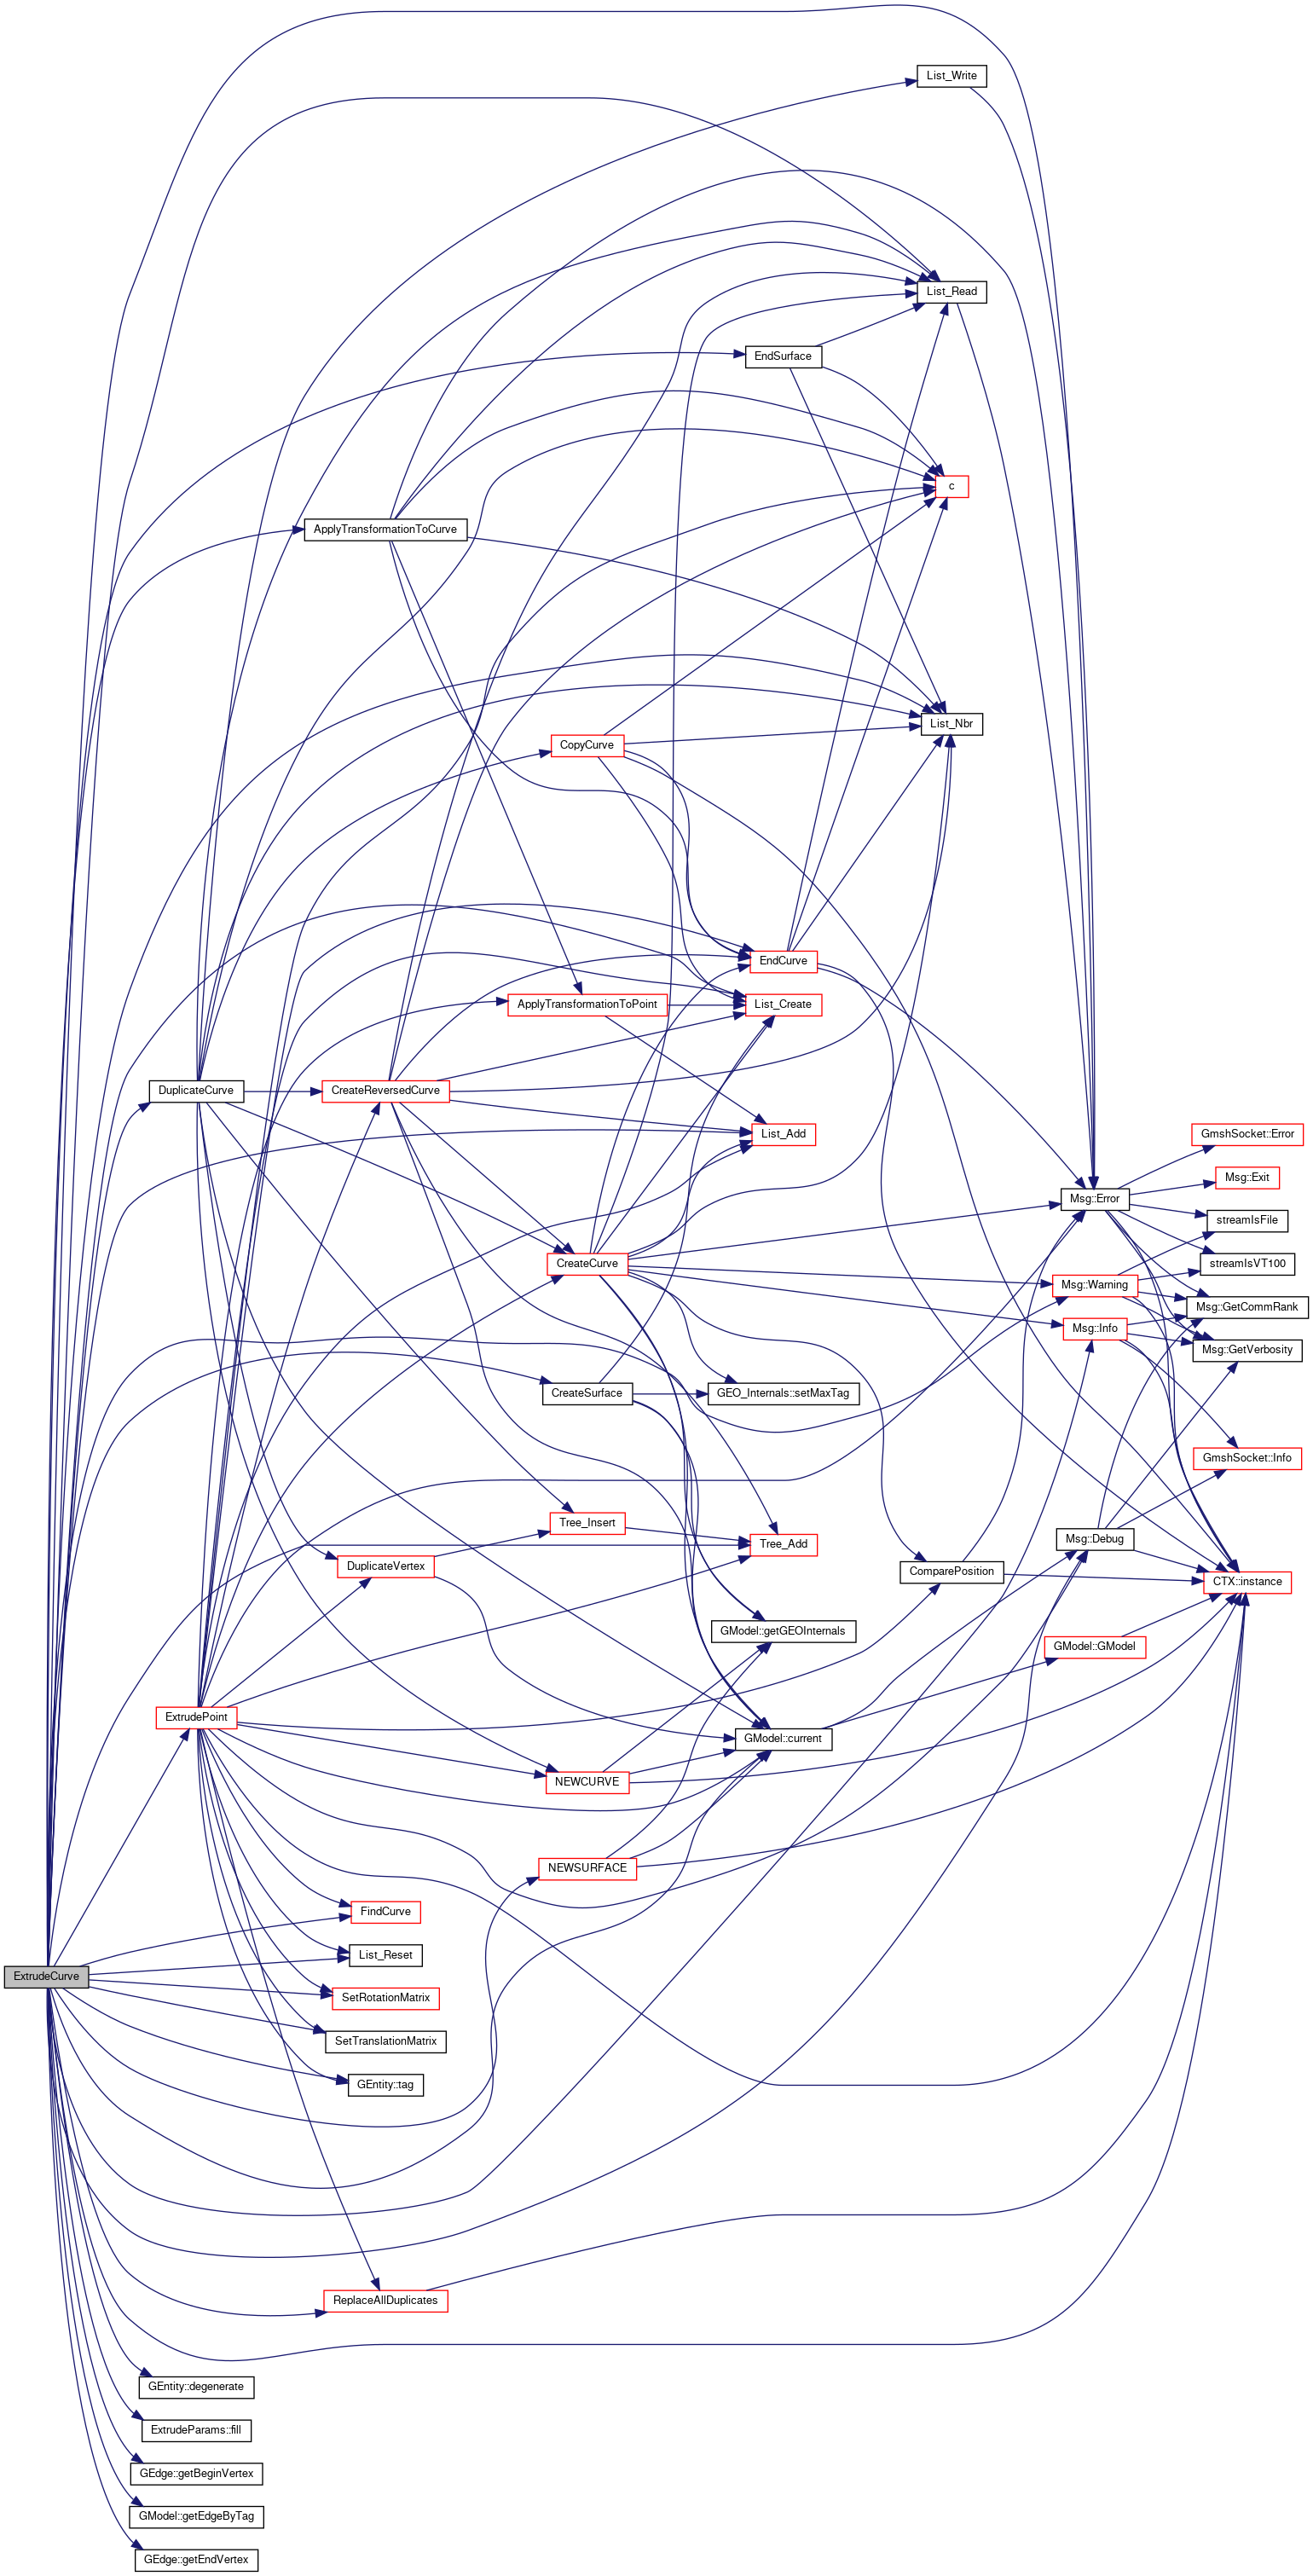 List_Write
List_Read
EndSurface
c
ApplyTransformationToCurve
List_Nbr
CopyCurve
EndCurve
ApplyTransformationToPoint
List_Create
DuplicateCurve
CreateReversedCurve
List_Add
GmshSocket::Error
Msg::Exit
Msg::Error
streamIsFile
CreateCurve
streamIsVT100
Msg::Warning
Msg::GetCommRank
Msg::Info
Msg::GetVerbosity
CreateSurface
GEO_Internals::setMaxTag
GmshSocket::Info
Tree_Insert
Msg::Debug
Tree_Add
DuplicateVertex
ComparePosition
CTX::instance
GModel::getGEOInternals
GModel::GModel
ExtrudePoint
GModel::current
NEWCURVE
NEWSURFACE
FindCurve
List_Reset
ExtrudeCurve
SetRotationMatrix
SetTranslationMatrix
GEntity::tag
ReplaceAllDuplicates
GEntity::degenerate
ExtrudeParams::fill
GEdge::getBeginVertex
GModel::getEdgeByTag
GEdge::getEndVertex